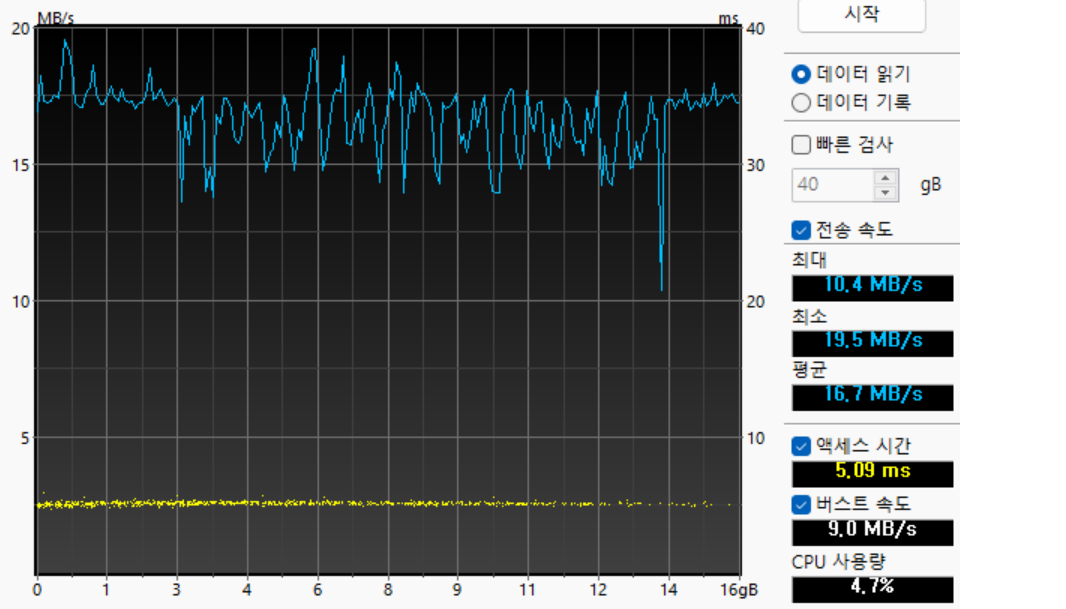 MB/s
ms
20
15
10
5
40
30
20
10
0 1 3 4 6 8 9 11 12 14 16gB
시작
데이터 읽기
데이터 기록
빠른 검사
40 gB
전송 속도
최대
10.4 MB/s
최소
19.5 MB/s
평균
16.7 MB/s
액세스 시간
5.09 ms
버스트 속도
9.0 MB/s
CPU 사용량
4.7%